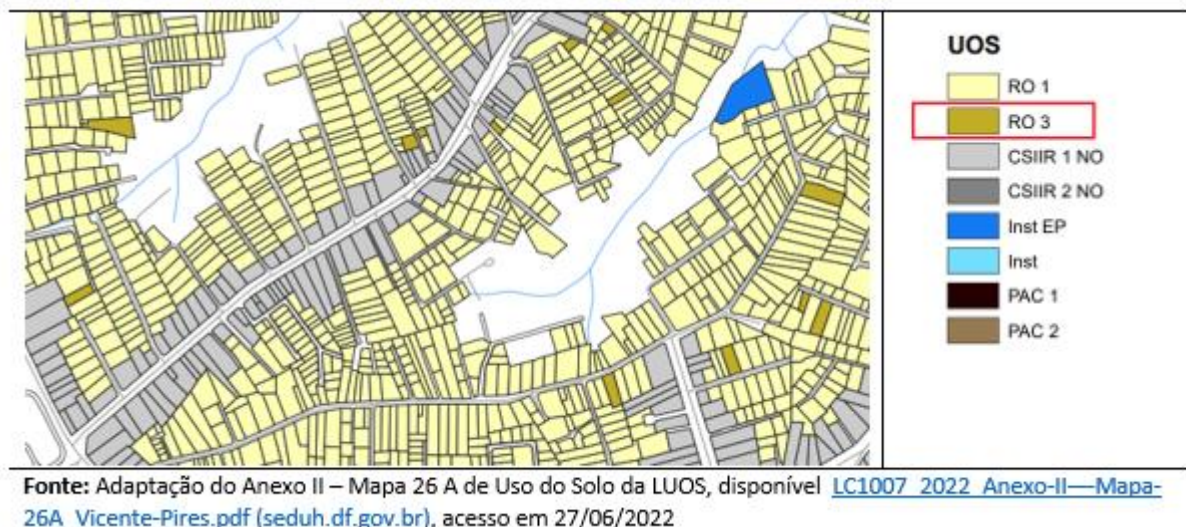 UOS
RO 1
RO 3
CSIIR 1 NO
CSIIR 2 NO
Inst EP
Inst
PAC 1
PAC 2
Fonte: Adaptação do Anexo II – Mapa 26 A de Uso do Solo da LUOS, disponível LC1007_2022_Anexo-II-—Mapa-
26A_Vicente-Pires.pdf (seduh.df.gov.br), acesso em 27/06/2022